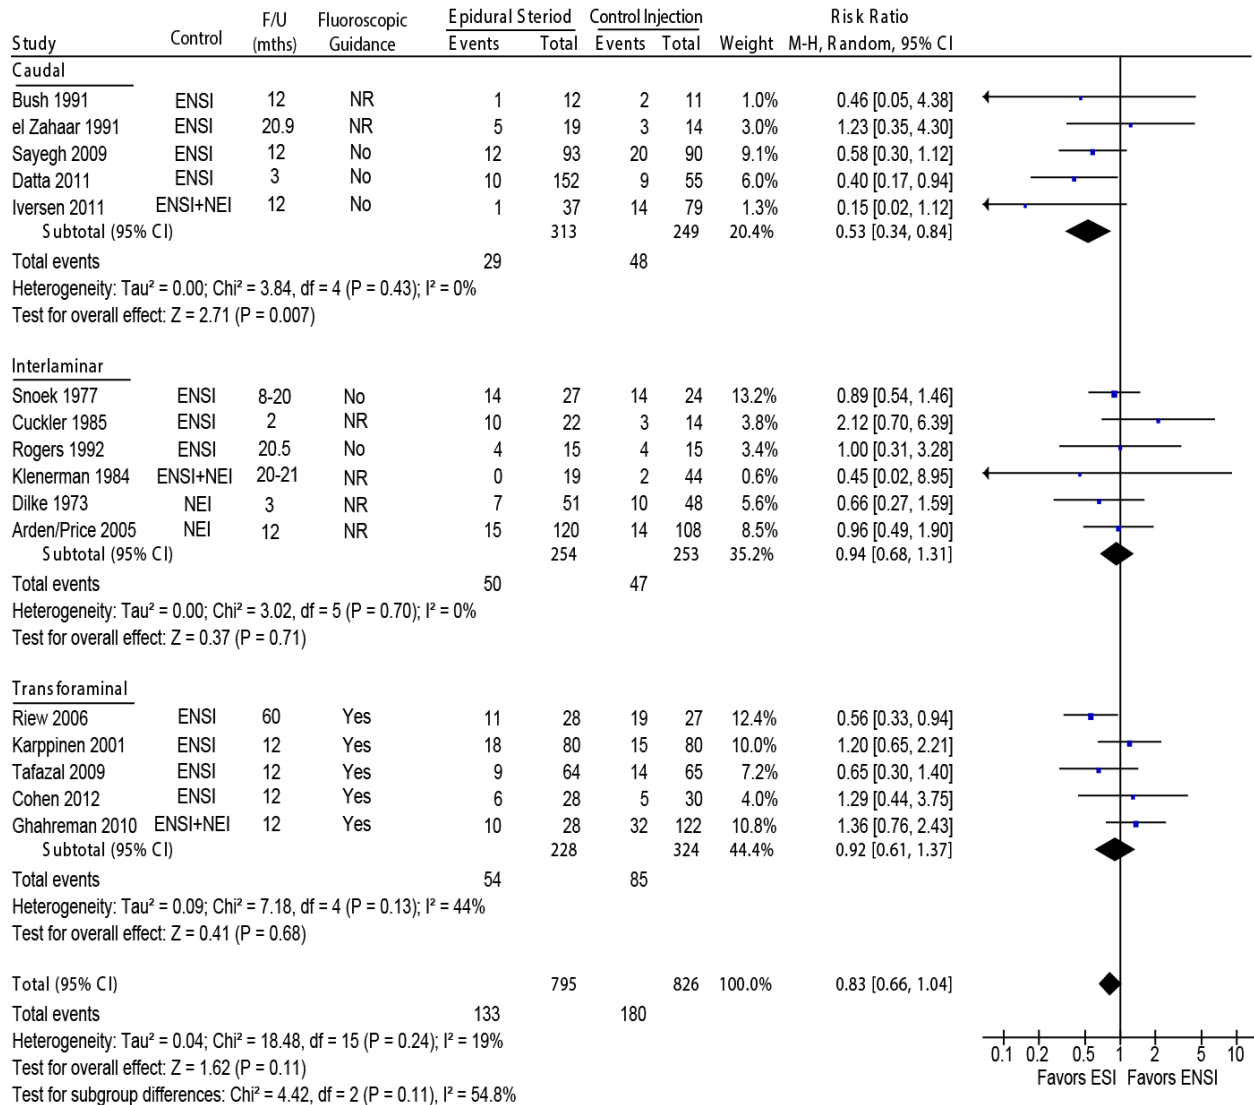 F/U Fluoroscopic Epidural Steriod Control Injection Risk Ratio
Study Control (mths) Guidance Events Total Events Total Weight M-H, Random, 95% CI
Caudal
Bush 1991 ENSI 12 NR 1 12 2 11 1.0% 0.46 [0.05, 4.38]
el Zahaar 1991 ENSI 20.9 NR 5 19 3 14 3.0% 1.23 [0.35, 4.30]
Sayegh 2009 ENSI 12 No 12 93 20 90 9.1% 0.58 [0.30, 1.12]
Datta 2011 ENSI 3 No 10 152 9 55 6.0% 0.40 [0.17, 0.94]
Iversen 2011 ENSI+NEI 12 No 1 37 14 79 1.3% 0.15 [0.02, 1.12]
Subtotal (95% CI) 313 249 20.4% 0.53 [0.34, 0.84]
Total events 29 48
Heterogeneity: Tau² = 0.00; Chi² = 3.84, df = 4 (P = 0.43); I² = 0%
Test for overall effect: Z = 2.71 (P = 0.007)
Interlaminar
Snoek 1977 ENSI 8-20 No 14 27 14 24 13.2% 0.89 [0.54, 1.46]
Cuckler 1985 ENSI 2 NR 10 22 3 14 3.8% 2.12 [0.70, 6.39]
Rogers 1992 ENSI 20.5 No 4 15 4 15 3.4% 1.00 [0.31, 3.28]
Klenerman 1984 ENSI+NEI 20-21 NR 0 19 2 44 0.6% 0.45 [0.02, 8.95]
Dilke 1973 NEI 3 NR 7 51 10 48 5.6% 0.66 [0.27, 1.59]
Arden/Price 2005 NEI 12 NR 15 120 14 108 8.5% 0.96 [0.49, 1.90]
Subtotal (95% CI) 254 253 35.2% 0.94 [0.68, 1.31]
Total events 50 47
Heterogeneity: Tau² = 0.00; Chi² = 3.02, df = 5 (P = 0.70); I² = 0%
Test for overall effect: Z = 0.37 (P = 0.71)
Transforaminal
Riew 2006 ENSI 60 Yes 11 28 19 27 12.4% 0.56 [0.33, 0.94]
Karppinen 2001 ENSI 12 Yes 18 80 15 80 10.0% 1.20 [0.65, 2.21]
Tafazal 2009 ENSI 12 Yes 9 64 14 65 7.2% 0.65 [0.30, 1.40]
Cohen 2012 ENSI 12 Yes 6 28 5 30 4.0% 1.29 [0.44, 3.75]
Ghahreman 2010 ENSI+NEI 12 Yes 10 28 32 122 10.8% 1.36 [0.76, 2.43]
Subtotal (95% CI) 228 324 44.4% 0.92 [0.61, 1.37]
Total events 54 85
Heterogeneity: Tau² = 0.09; Chi² = 7.18, df = 4 (P = 0.13); I² = 44%
Test for overall effect: Z = 0.41 (P = 0.68)
Total (95% CI) 795 826 100.0% 0.83 [0.66, 1.04]
Total events 133 180
Heterogeneity: Tau² = 0.04; Chi² = 18.48, df = 15 (P = 0.24); I² = 19%
Test for overall effect: Z = 1.62 (P = 0.11)
Test for subgroup differences: Chi² = 4.42, df = 2 (P = 0.11), I² = 54.8%
0.1 0.2 0.5 1 2 5 10
Favors ESI Favors ENSI